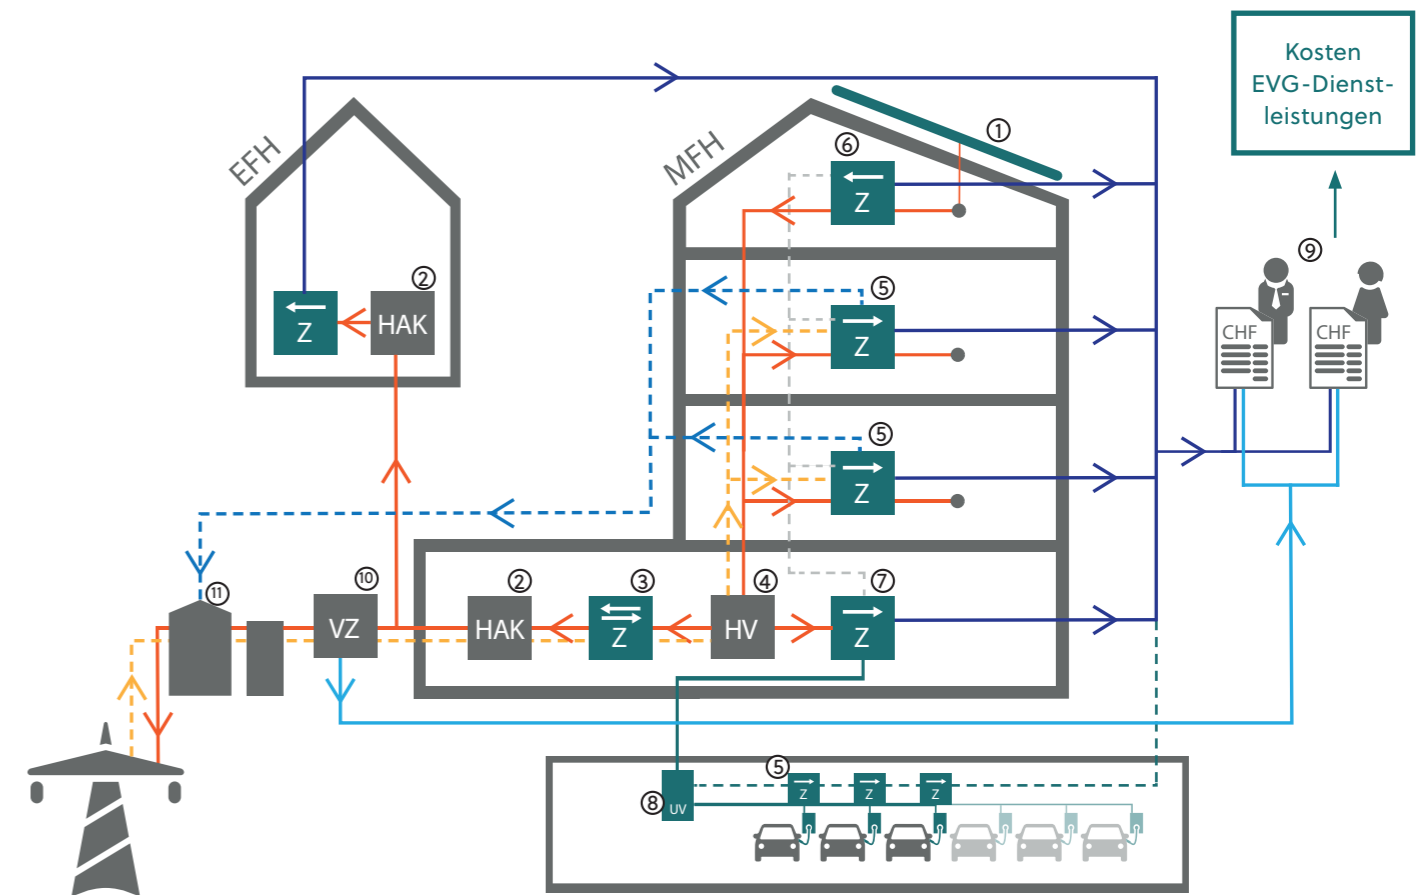 Kosten
EVG-Dienst-
leistungen
EFH
MFH
①
⑥
Z
②
Z
HAK
⑤
Z
⑨
CHF
CHF
⑤
Z
⑪
⑩
VZ
②
HAK
③
Z
④
HV
⑦
Z
⑤
Z
Z
Z
⑧
UV